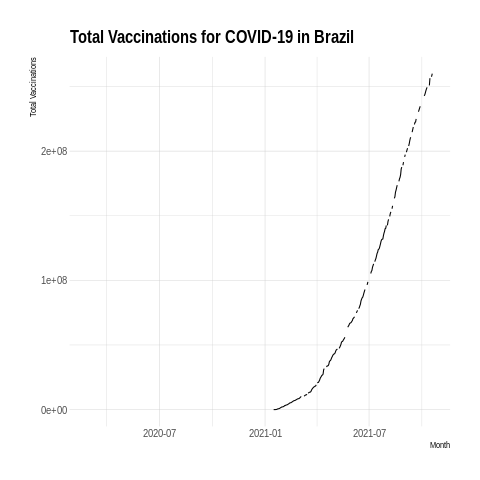 Total Vaccinations for COVID-19 in Brazil
Total Vaccinations
2e+08
1e+08
0e+00
2020-07
2021-01
2021-07
Month